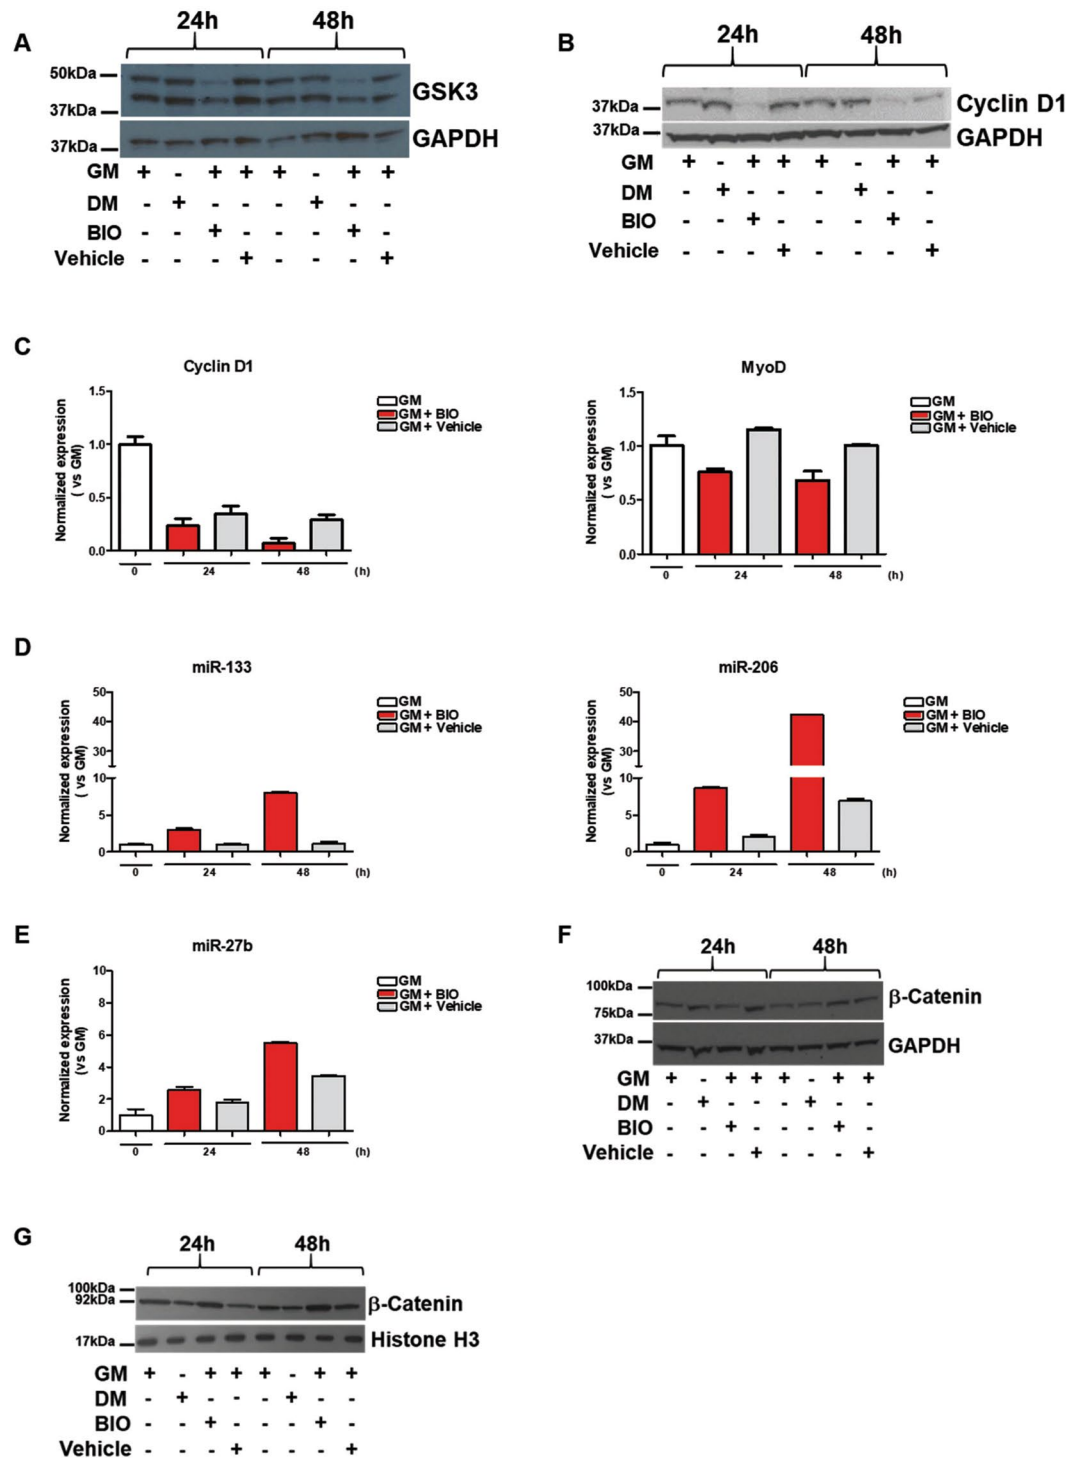 A
24h 48h
50kDa
37kDa
GSK3
37kDa
GAPDH
GM + - + + + - + +
DM - + - - - + - -
BIO - - + - - - + -
Vehicle - - - + - - - +
B
24h 48h
37kDa
Cyclin D1
37kDa
GAPDH
GM + - + + + - + +
DM - + - - - + - -
BIO - - + - - - + -
Vehicle - - - + - - - +
C
Cyclin D1
Normalized expression
( vs GM)
1.5
1.0
0.5
0.0
0 24 48 (h)
GM
GM + BIO
GM + Vehicle
MyoD
Normalized expression
( vs GM)
1.5
1.0
0.5
0.0
0 24 48 (h)
GM
GM + BIO
GM + Vehicle
D
miR-133
Normalized expression
( vs GM)
50
40
30
10
5
0
0 24 48 (h)
GM
GM + BIO
GM + Vehicle
miR-206
Normalized expression
(vs GM)
50
40
30
10
5
0
0 24 48 (h)
GM
GM + BIO
GM + Vehicle
E
miR-27b
Normalized expression
(vs GM)
10
8
6
4
2
0
0 24 48 (h)
GM
GM + BIO
GM + Vehicle
F
24h 48h
100kDa
75kDa
β-Catenin
37kDa
GAPDH
GM + - + + + - + +
DM - + - - - + - -
BIO - - + - - - + -
Vehicle - - - + - - - +
G
24h 48h
100kDa
92kDa
β-Catenin
17kDa
Histone H3
GM + - + + + - + +
DM - + - - - + - -
BIO - - + - - - + -
Vehicle - - - + - - - +